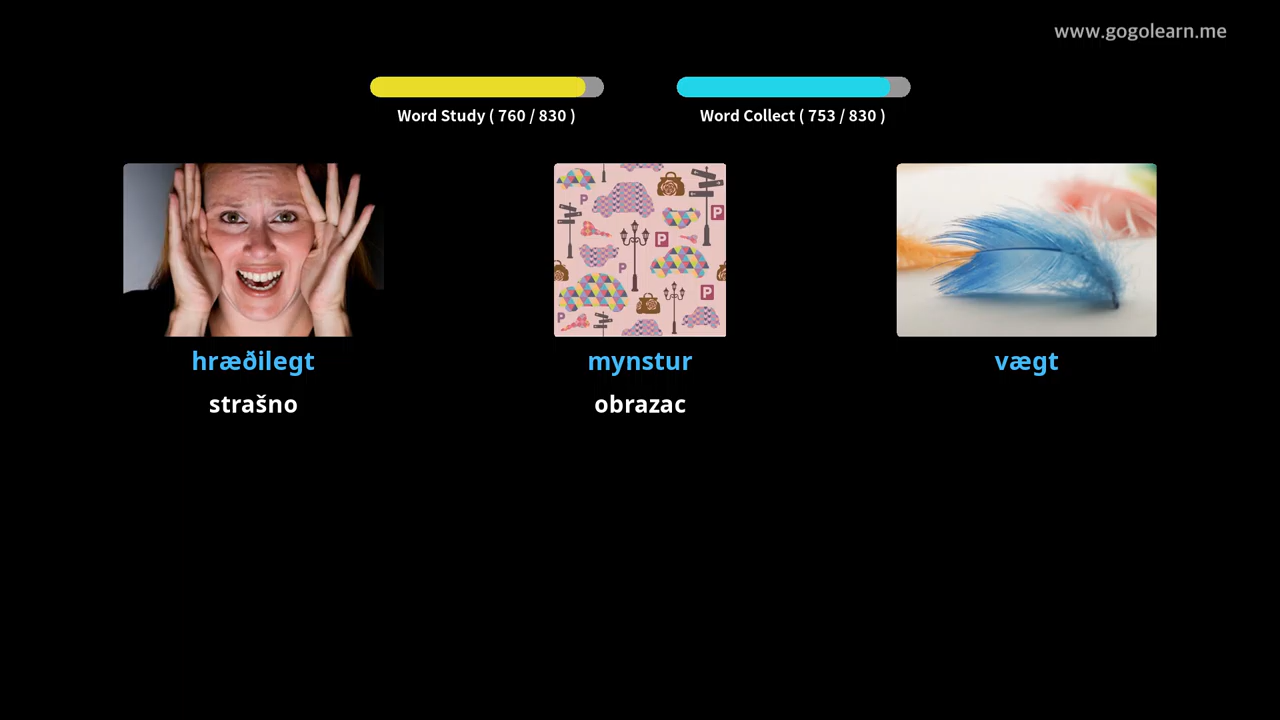 www.gogolearn.me
Word Study ( 760 / 830 )
Word Collect ( 753 / 830 )
P
P
P
P
P
P
hræðilegt
mynstur
vægt
strašno
obrazac